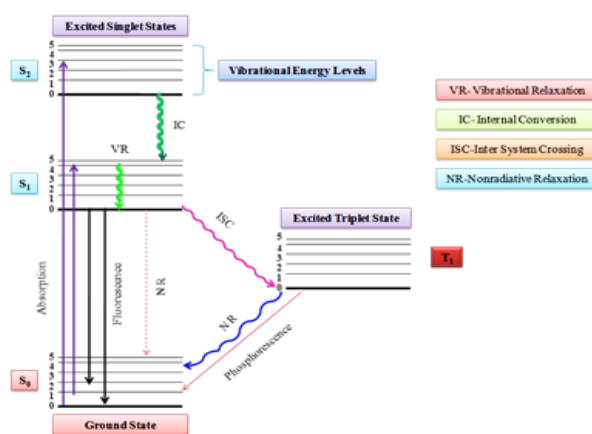 Excited Singlet States
5
4
3
2
1
0
S2
Vibrational Energy Levels
VR- Vibrational Relaxation
IC- Internal Conversion
ISC-Inter System Crossing
NR-Nonradiative Relaxation
IC
VR
5
4
3
2
1
0
S1
ISC
Excited Triplet State
5
4
3
2
1
0
T1
Absorption
Fluorescence
NR
NR
Phosphorescence
5
4
3
2
1
0
S0
Ground State